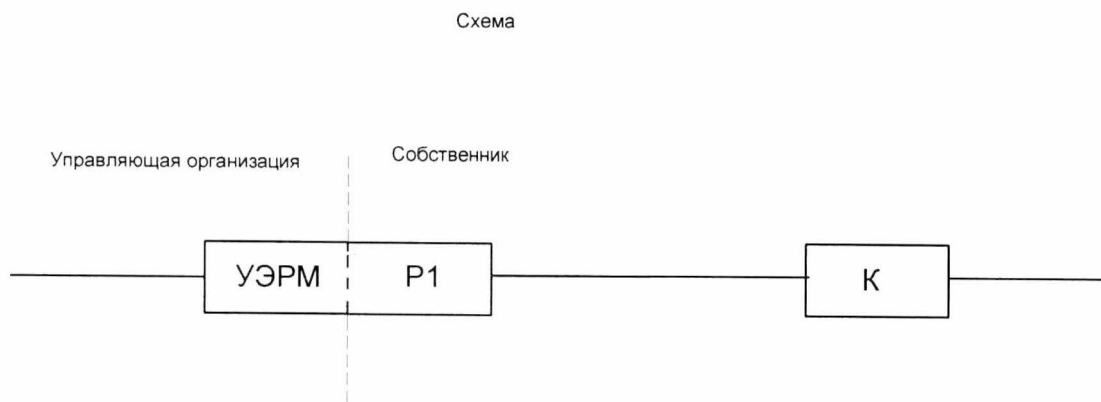 Схема
Управляющая организация
Собственник
УЭРМ
Р1
К